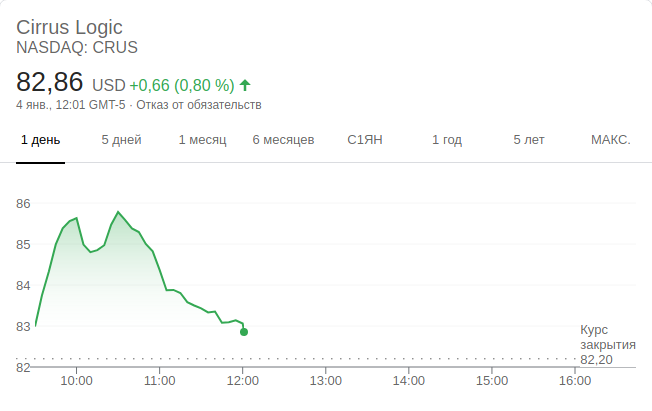 Cirrus Logic
NASDAQ: CRUS
82,86 USD +0,66 (0,80 %) ↑
4 янв., 12:01 GMT-5 · Отказ от обязательств
1 день 5 дней 1 месяц 6 месяцев С1ЯН 1 год 5 лет МАКС.
86
85
84
83
Курс
закрытия
82,20
82
10:00 11:00 12:00 13:00 14:00 15:00 16:00